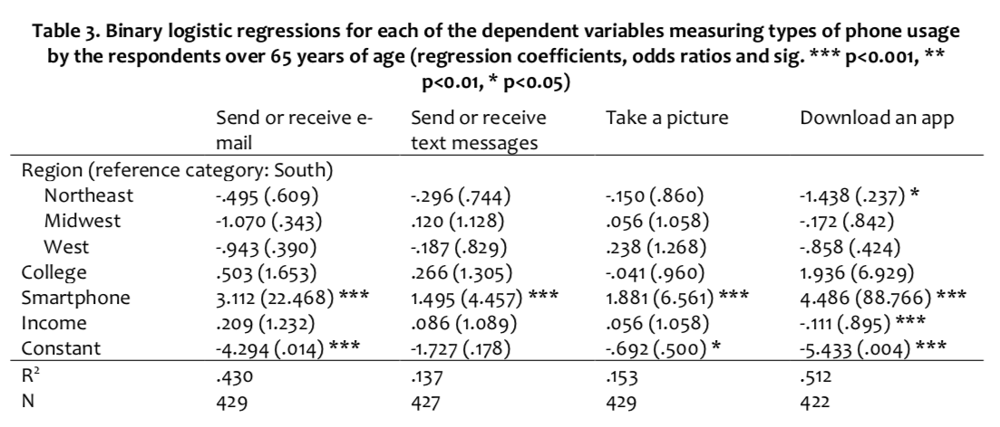 Table 3. Binary logistic regressions for each of the dependent variables measuring types of phone usage
by the respondents over 65 years of age (regression coefficients, odds ratios and sig. *** p<0.001, **
p<0.01, * p<0.05)
Send or receive e- Send or receive Take a picture Download an app
mail text messages
Region (reference category: South)
Northeast -.495 (.609) -.296 (.744) -.150 (.860) -1.438 (.237) *
Midwest -1.070 (.343) .120 (1.128) .056 (1.058) -.172 (.842)
West -.943 (.390) -.187 (.829) .238 (1.268) -.858 (.424)
College .503 (1.653) .266 (1.305) -.041 (.960) 1.936 (6.929)
Smartphone 3.112 (22.468) *** 1.495 (4.457) *** 1.881 (6.561) *** 4.486 (88.766) ***
Income .209 (1.232) .086 (1.089) .056 (1.058) -.111 (.895) ***
Constant -4.294 (.014) *** -1.727 (.178) -.692 (.500) * -5.433 (.004) ***
R² .430 .137 .153 .512
N 429 427 429 422